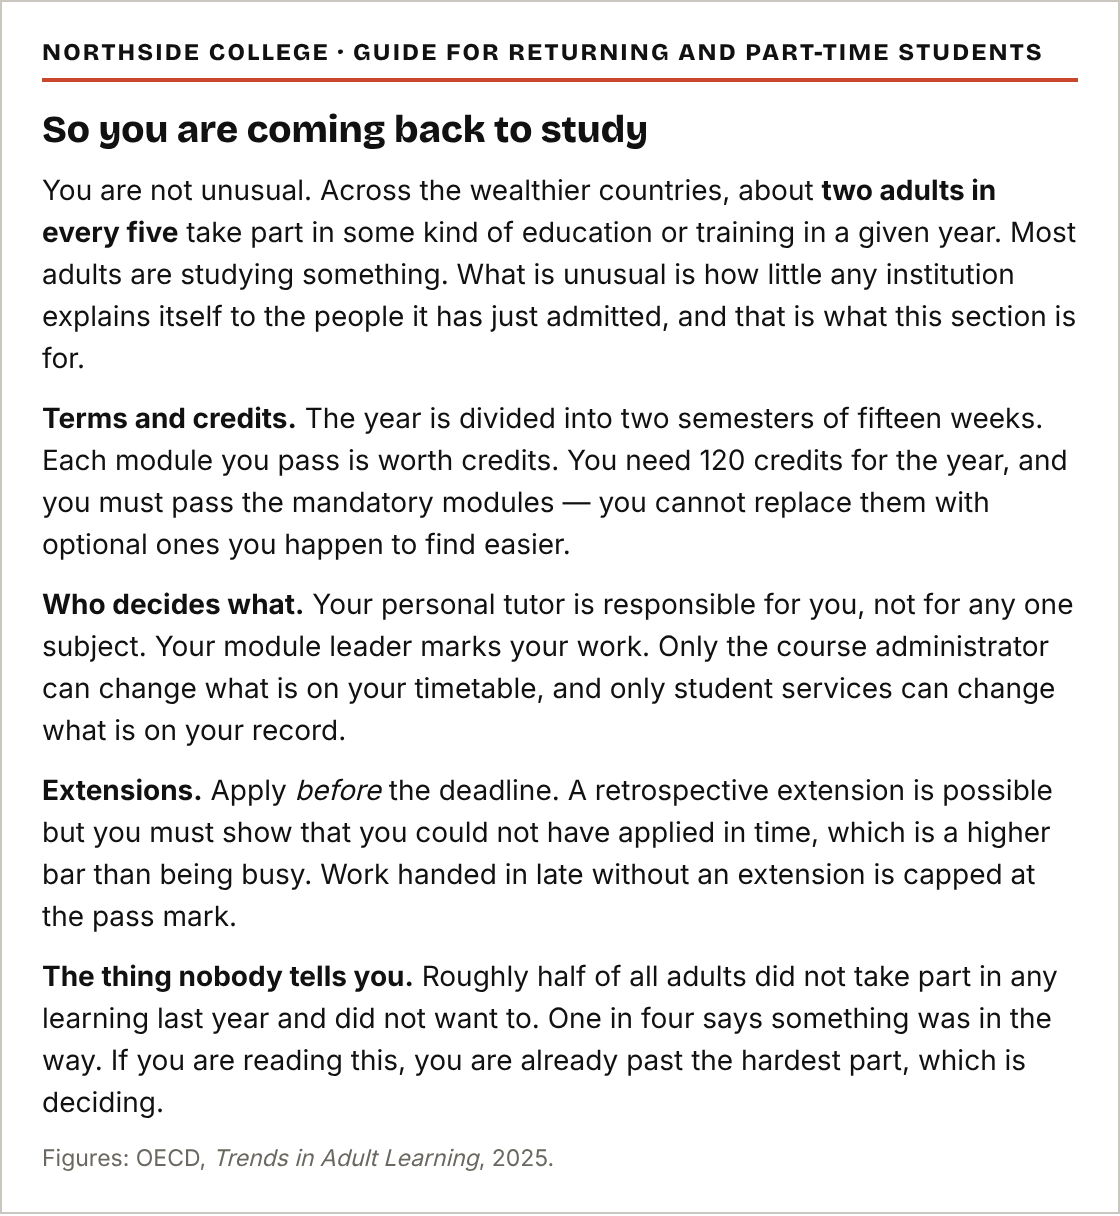 NORTHSIDE COLLEGE · GUIDE FOR RETURNING AND PART-TIME STUDENTS
So you are coming back to study
You are not unusual. Across the wealthier countries, about two adults in
every five take part in some kind of education or training in a given year. Most
adults are studying something. What is unusual is how little any institution
explains itself to the people it has just admitted, and that is what this section is
for.
Terms and credits. The year is divided into two semesters of fifteen weeks.
Each module you pass is worth credits. You need 120 credits for the year, and
you must pass the mandatory modules — you cannot replace them with
optional ones you happen to find easier.
Who decides what. Your personal tutor is responsible for you, not for any one
subject. Your module leader marks your work. Only the course administrator
can change what is on your timetable, and only student services can change
what is on your record.
Extensions. Apply before the deadline. A retrospective extension is possible
but you must show that you could not have applied in time, which is a higher
bar than being busy. Work handed in late without an extension is capped at
the pass mark.
The thing nobody tells you. Roughly half of all adults did not take part in any
learning last year and did not want to. One in four says something was in the
way. If you are reading this, you are already past the hardest part, which is
deciding.
Figures: OECD, Trends in Adult Learning, 2025.